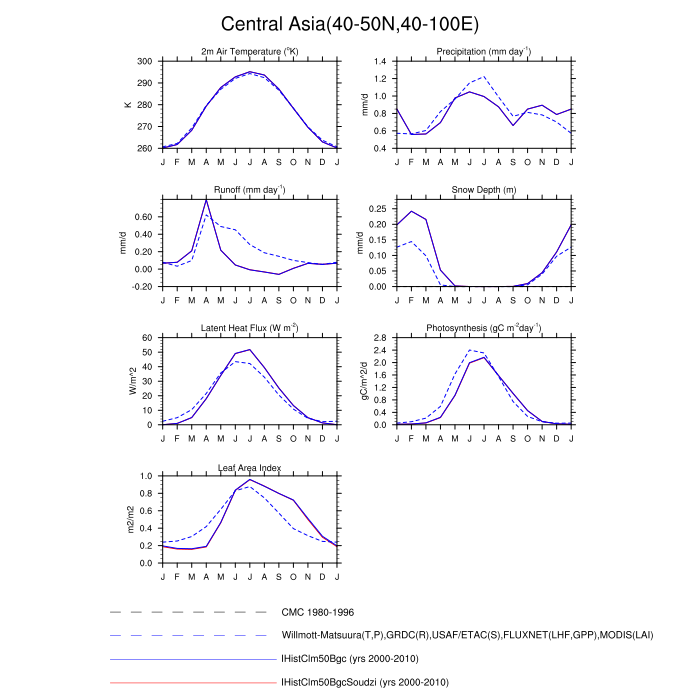 Central Asia(40-50N,40-100E)
2m Air Temperature (°K)
Precipitation (mm day⁻¹)
300
290
280
270
260
K
J F M A M J J A S O N D J
1.4
1.2
1.0
0.8
0.6
0.4
mm/d
J F M A M J J A S O N D J
Runoff (mm day⁻¹)
Snow Depth (m)
0.60
0.40
0.20
0.00
-0.20
mm/d
J F M A M J J A S O N D J
0.25
0.20
0.15
0.10
0.05
0.00
mm/d
J F M A M J J A S O N D J
Latent Heat Flux (W m⁻²)
Photosynthesis (gC m⁻²day⁻¹)
60
50
40
30
20
10
0
W/m^2
J F M A M J J A S O N D J
2.8
2.4
2.0
1.6
1.2
0.8
0.4
0.0
gC/m^2/d
J F M A M J J A S O N D J
Leaf Area Index
1.0
0.8
0.6
0.4
0.2
0.0
m2/m2
J F M A M J J A S O N D J
CMC 1980-1996
Willmott-Matsuura(T,P),GRDC(R),USAF/ETAC(S),FLUXNET(LHF,GPP),MODIS(LAI)
IHistClm50Bgc (yrs 2000-2010)
IHistClm50BgcSoudzi (yrs 2000-2010)